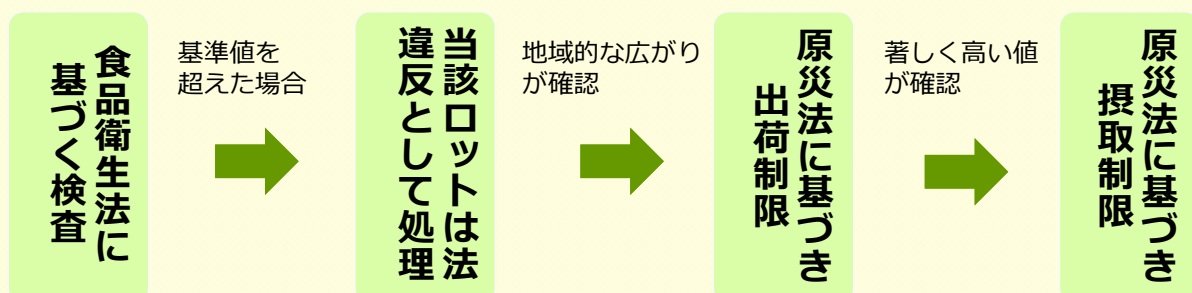 食品衛生法に
基づく検査
基準値を
超えた場合
当該ロットは法
違反として処理
地域的な広がり
が確認
原災法に基づき
出荷制限
著しく高い値
が確認
原災法に基づき
摂取制限